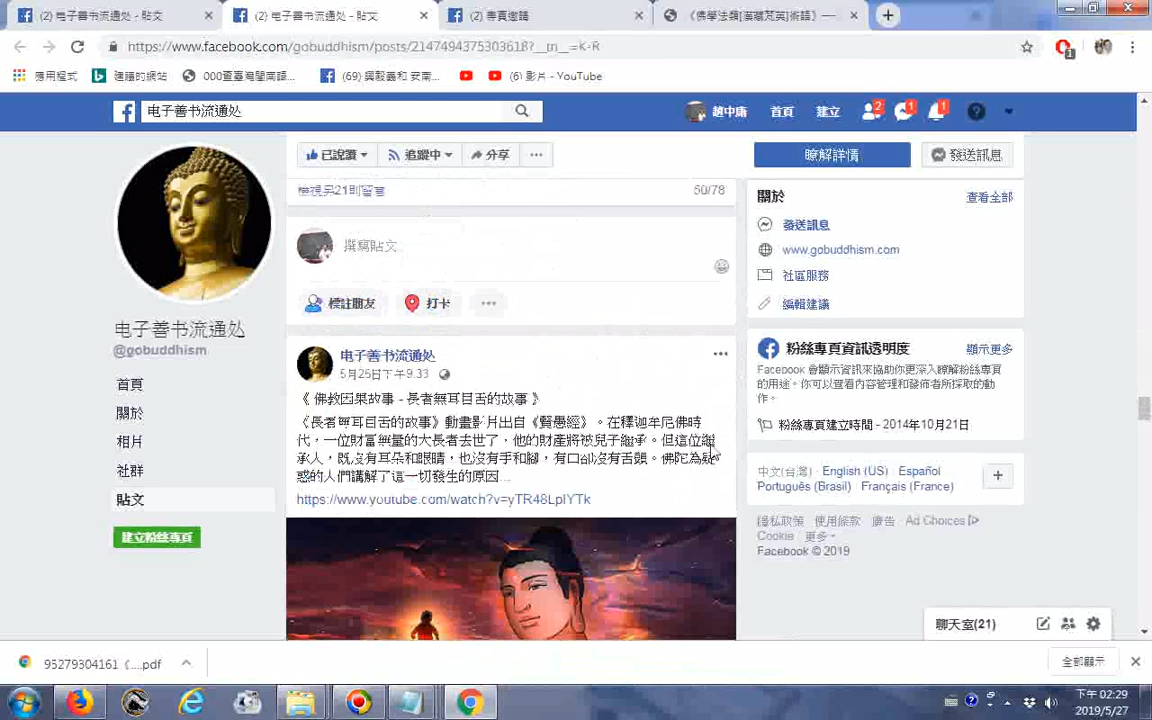 (2) 电子善书流通处 - 貼文
(2) 电子善书流通处 - 貼文
(2) 專頁邀請
《佛學法類[漢藏梵英]術語》—
https://www.facebook.com/gobuddhism/posts/2147494375303618?__tn__=K-R
應用程式
建議的網站
000查臺灣閩南語...
(69) 與毅義和 安南...
(6) 影片 - YouTube
电子善书流通处
趙中庸
首頁
建立
2
1
1
已說讚
追蹤中
分享
瞭解詳情
發送訊息
檢視另21則留言
50/78
撰寫貼文
標註朋友
打卡
电子善书流通处
@gobuddhism
首頁
關於
相片
社群
貼文
建立粉絲專頁
电子善书流通处
5月25日下午9:33
《 佛教因果故事 - 長者無耳目舌的故事 》
《長者無耳目舌的故事》動畫影片出自《賢愚經》。在釋迦牟尼佛時
代，一位財富無量的大長者去世了，他的財產將被兒子繼承。但這位繼
承人，既沒有耳朵和眼睛，也沒有手和腳，有口卻沒有舌頭。佛陀為疑
惑的人們講解了這一切發生的原因...
https://www.youtube.com/watch?v=yTR48LpIYTk
關於
查看全部
發送訊息
www.gobuddhism.com
社區服務
編輯建議
粉絲專頁資訊透明度
顯示更多
Facebook 會顯示資訊來協助你更深入瞭解粉絲專頁
的用途。你可以查看內容管理和發佈者所採取的動
作。
粉絲專頁建立時間 - 2014年10月21日
中文(台灣) · English (US) · Español ·
Português (Brasil) · Français (France)
隱私政策 · 使用條款 · 廣告 · Ad Choices ·
Cookie · 更多
Facebook © 2019
聊天室(21)
95279304161《....pdf
全部顯示
下午 02:29
2019/5/27